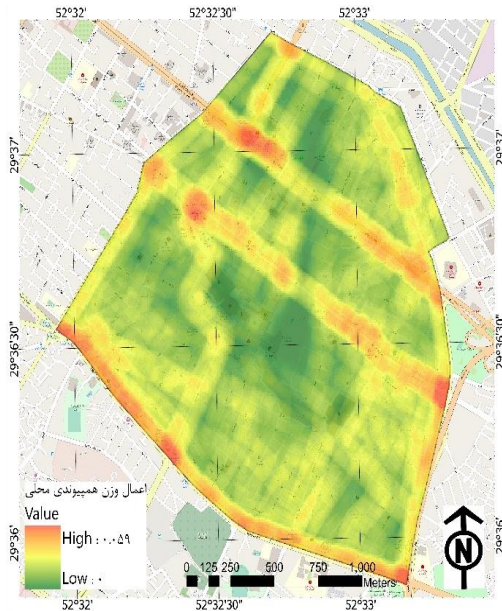 52°32' 52°32'30" 52°33'
29°37' 29°37'
29°36'30" 29°36'30"
29°36' 29°36'
اعمال وزن همپیوندی محلی
Value
High : ۰.۰۵۹
Low : ۰
0 125 250 500 750 1,000
Meters
N
52°32' 52°32'30" 52°33'